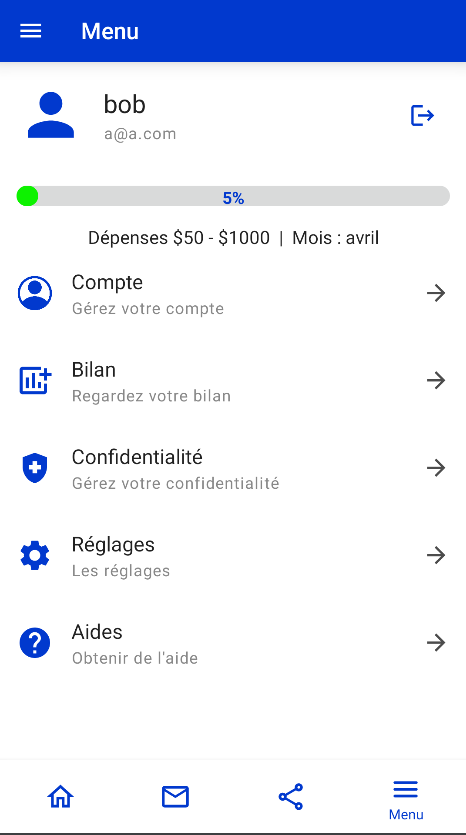 Menu
bob
a@a.com
5%
Dépenses $50 - $1000 | Mois : avril
Compte
Gérez votre compte
Bilan
Regardez votre bilan
Confidentialité
Gérez votre confidentialité
Réglages
Les réglages
Aides
Obtenir de l'aide
Menu